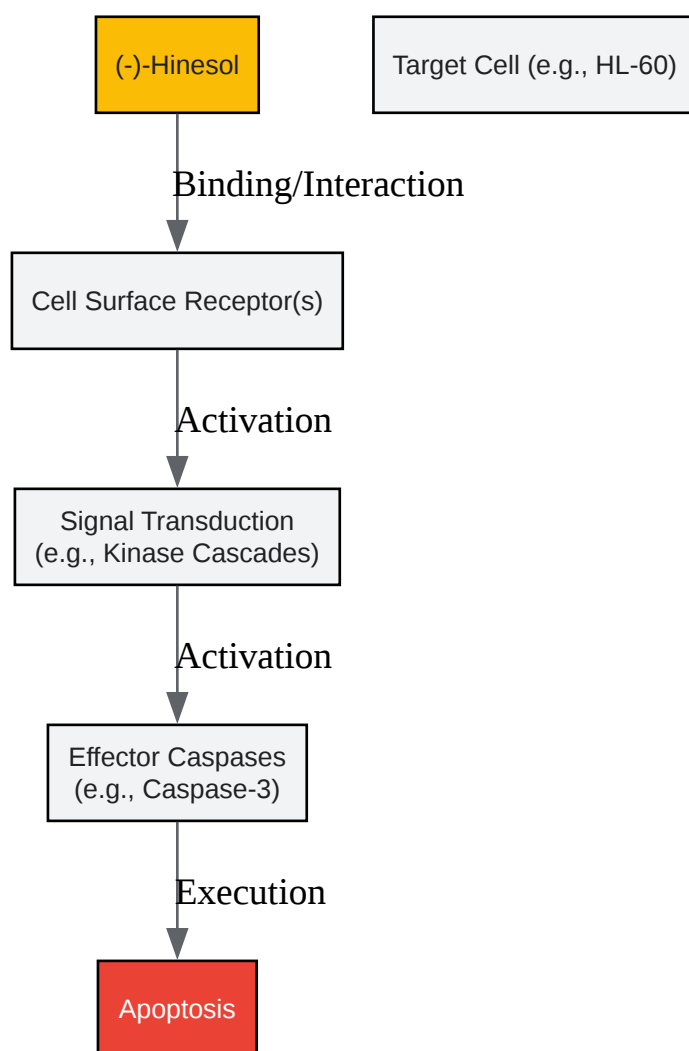 (-)-Hinesol
Target Cell (e.g., HL-60)
Binding/Interaction
Cell Surface Receptor(s)
Activation
Signal Transduction
(e.g., Kinase Cascades)
Activation
Effector Caspases
(e.g., Caspase-3)
Execution
Apoptosis